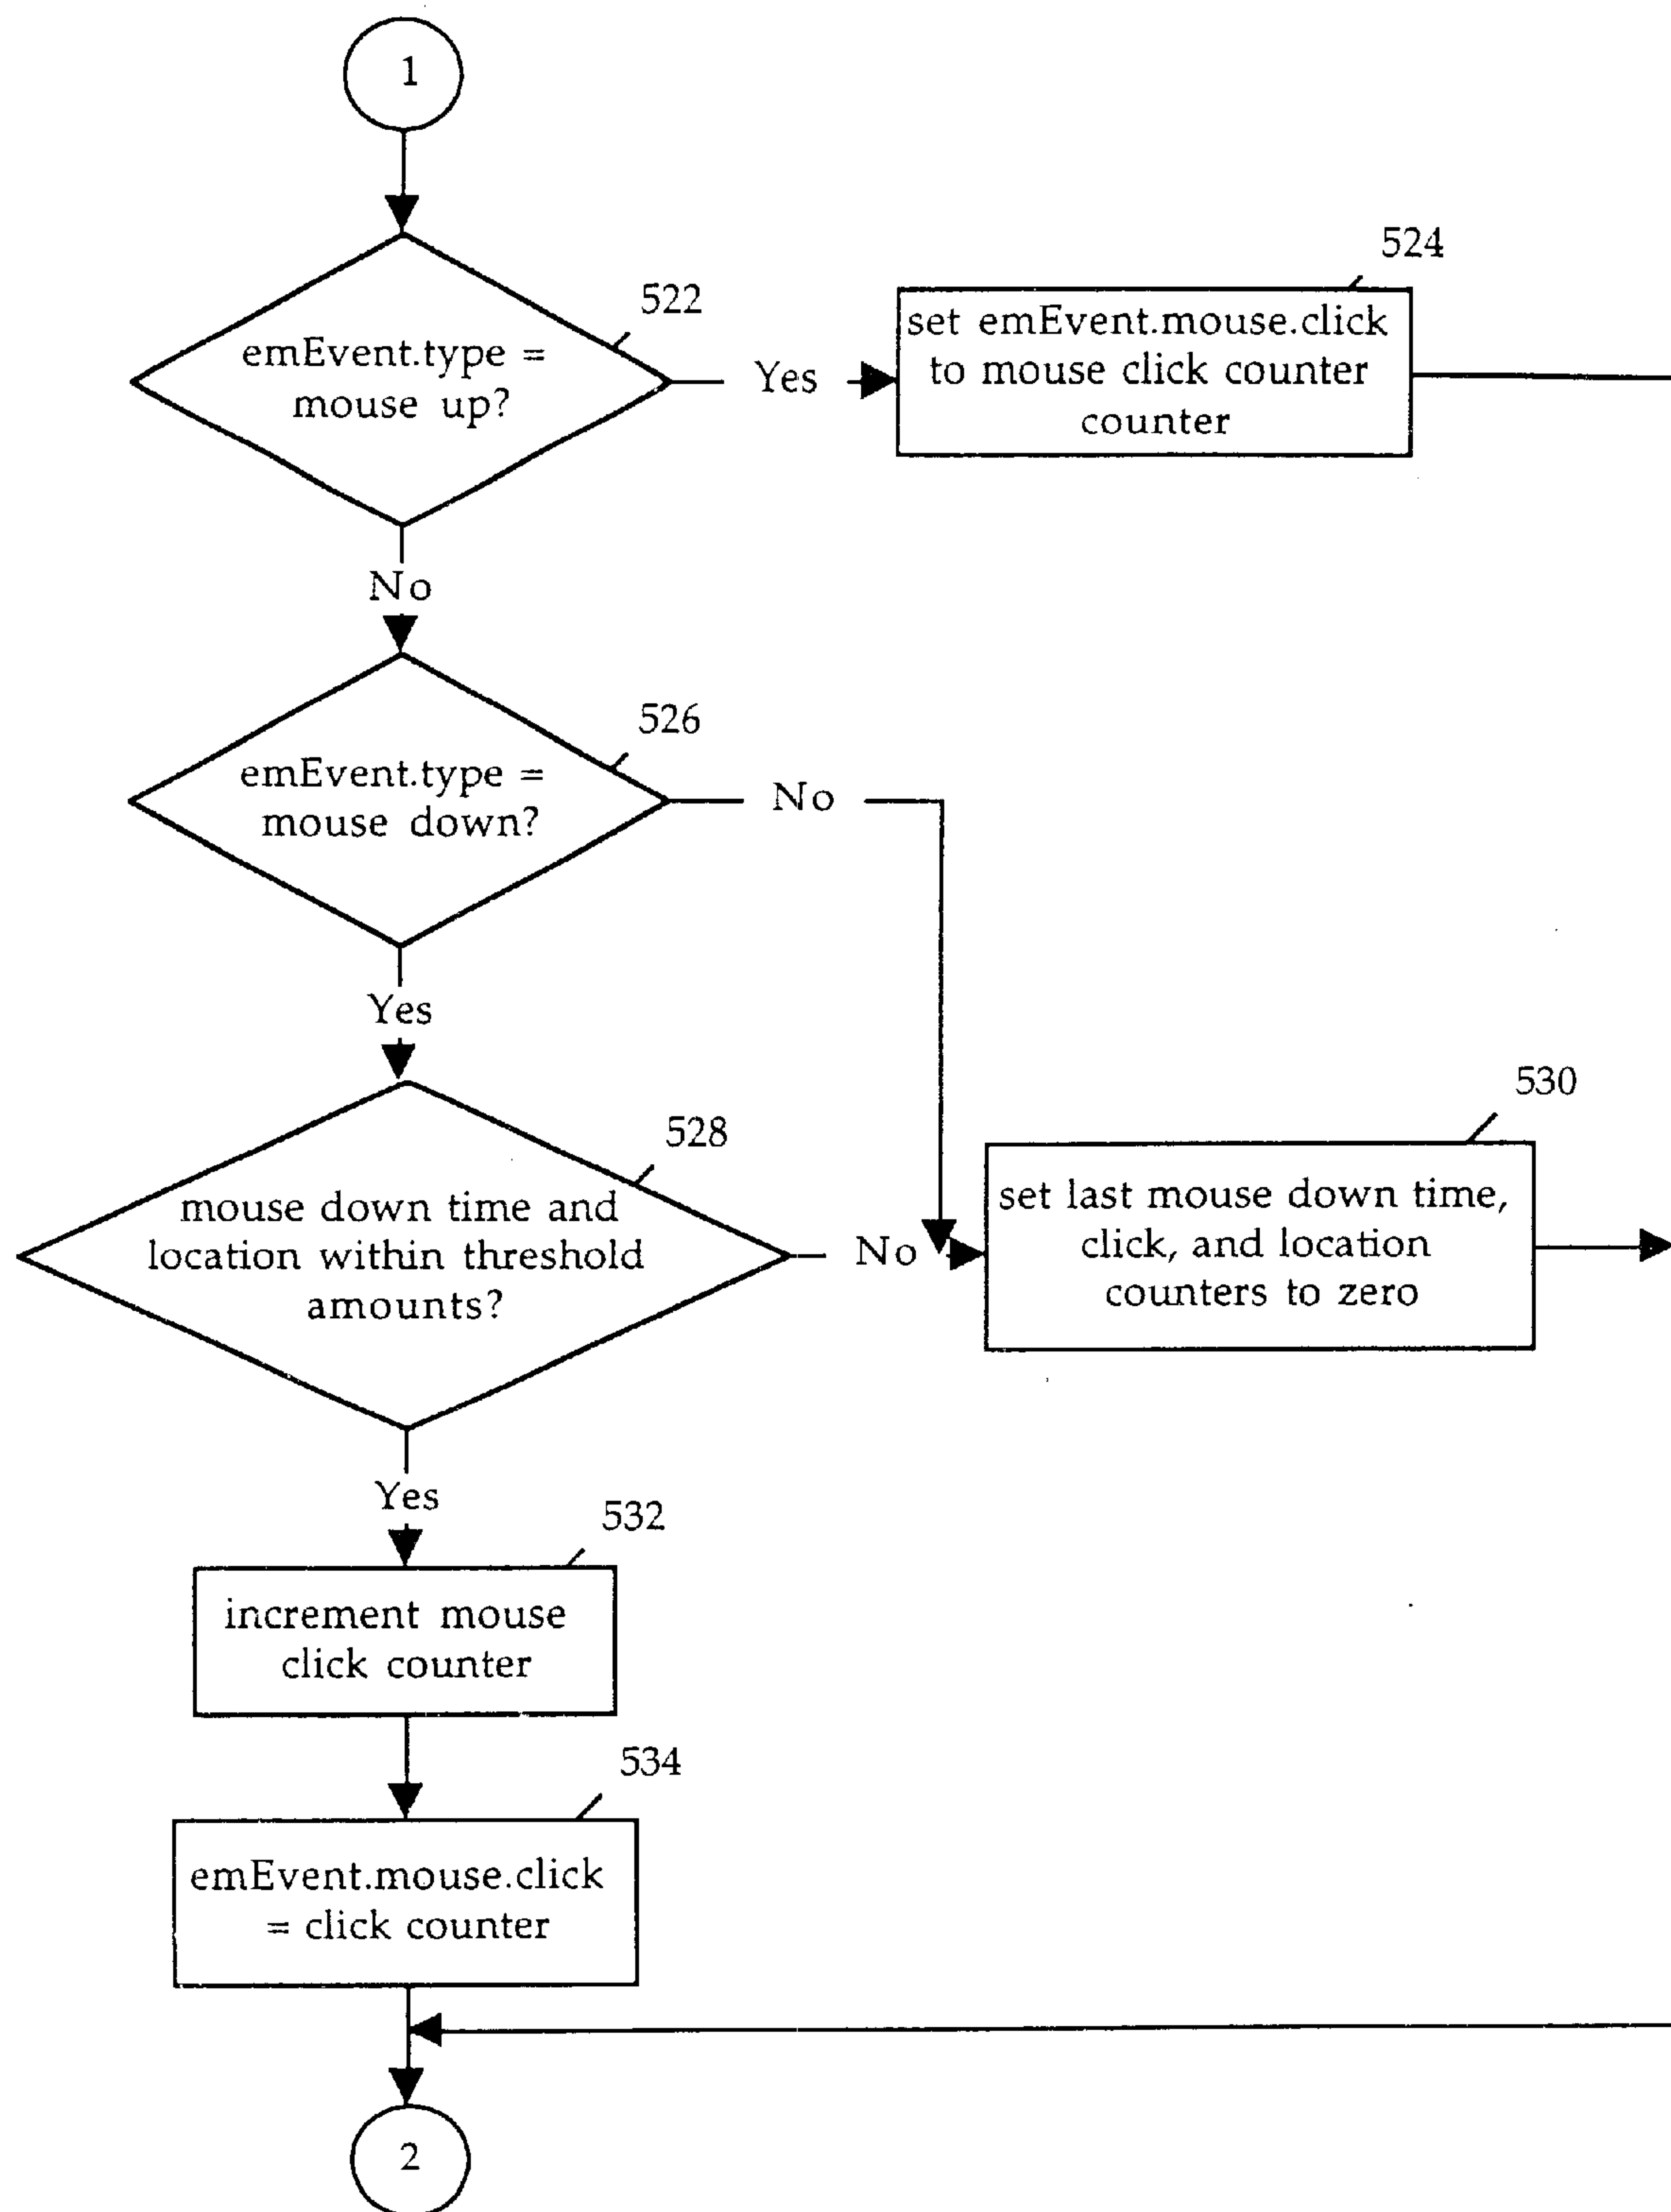 1
522
emEvent.type =
mouse up?
Yes
524
set emEvent.mouse.click
to mouse click counter
counter
No
526
emEvent.type =
mouse down?
No
Yes
528
mouse down time and
location within threshold
amounts?
No
530
set last mouse down time,
click, and location
counters to zero
Yes
532
increment mouse
click counter
534
emEvent.mouse.click
= click counter
2